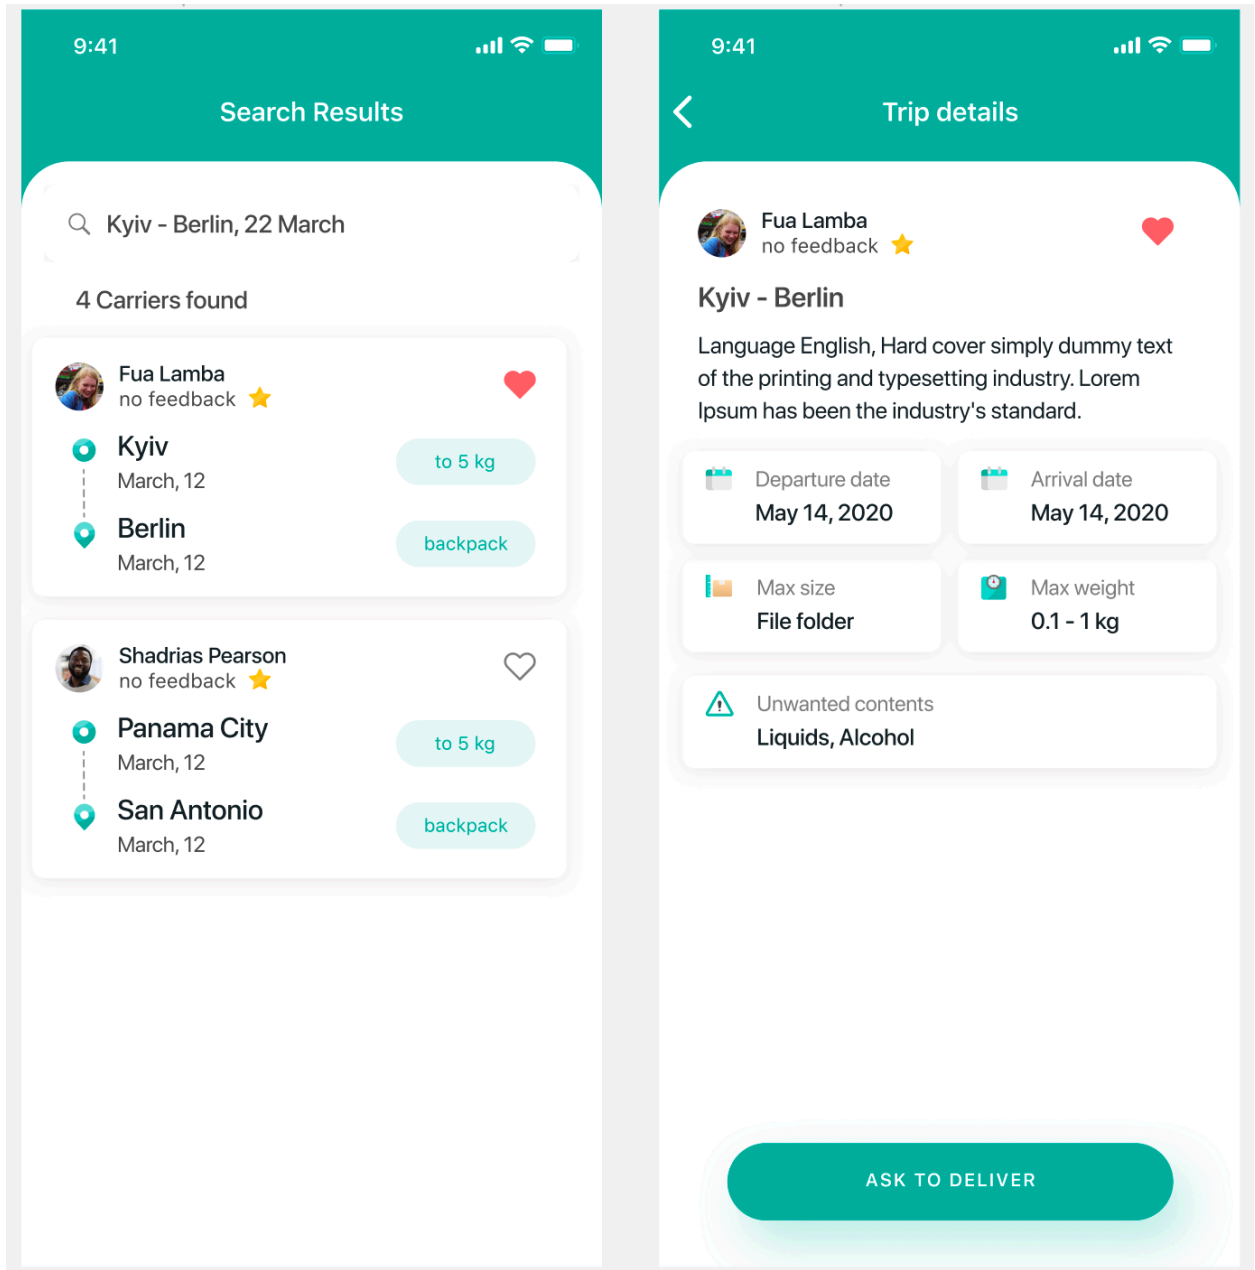 9:41
Search Results
Kyiv - Berlin, 22 March
4 Carriers found
Fua Lamba
no feedback
Kyiv
March, 12
to 5 kg
Berlin
March, 12
backpack
Shadrias Pearson
no feedback
Panama City
March, 12
to 5 kg
San Antonio
March, 12
backpack
9:41
Trip details
Fua Lamba
no feedback
Kyiv - Berlin
Language English, Hard cover simply dummy text
of the printing and typesetting industry. Lorem
Ipsum has been the industry's standard.
Departure date
May 14, 2020
Arrival date
May 14, 2020
Max size
File folder
Max weight
0.1 - 1 kg
Unwanted contents
Liquids, Alcohol
ASK TO DELIVER